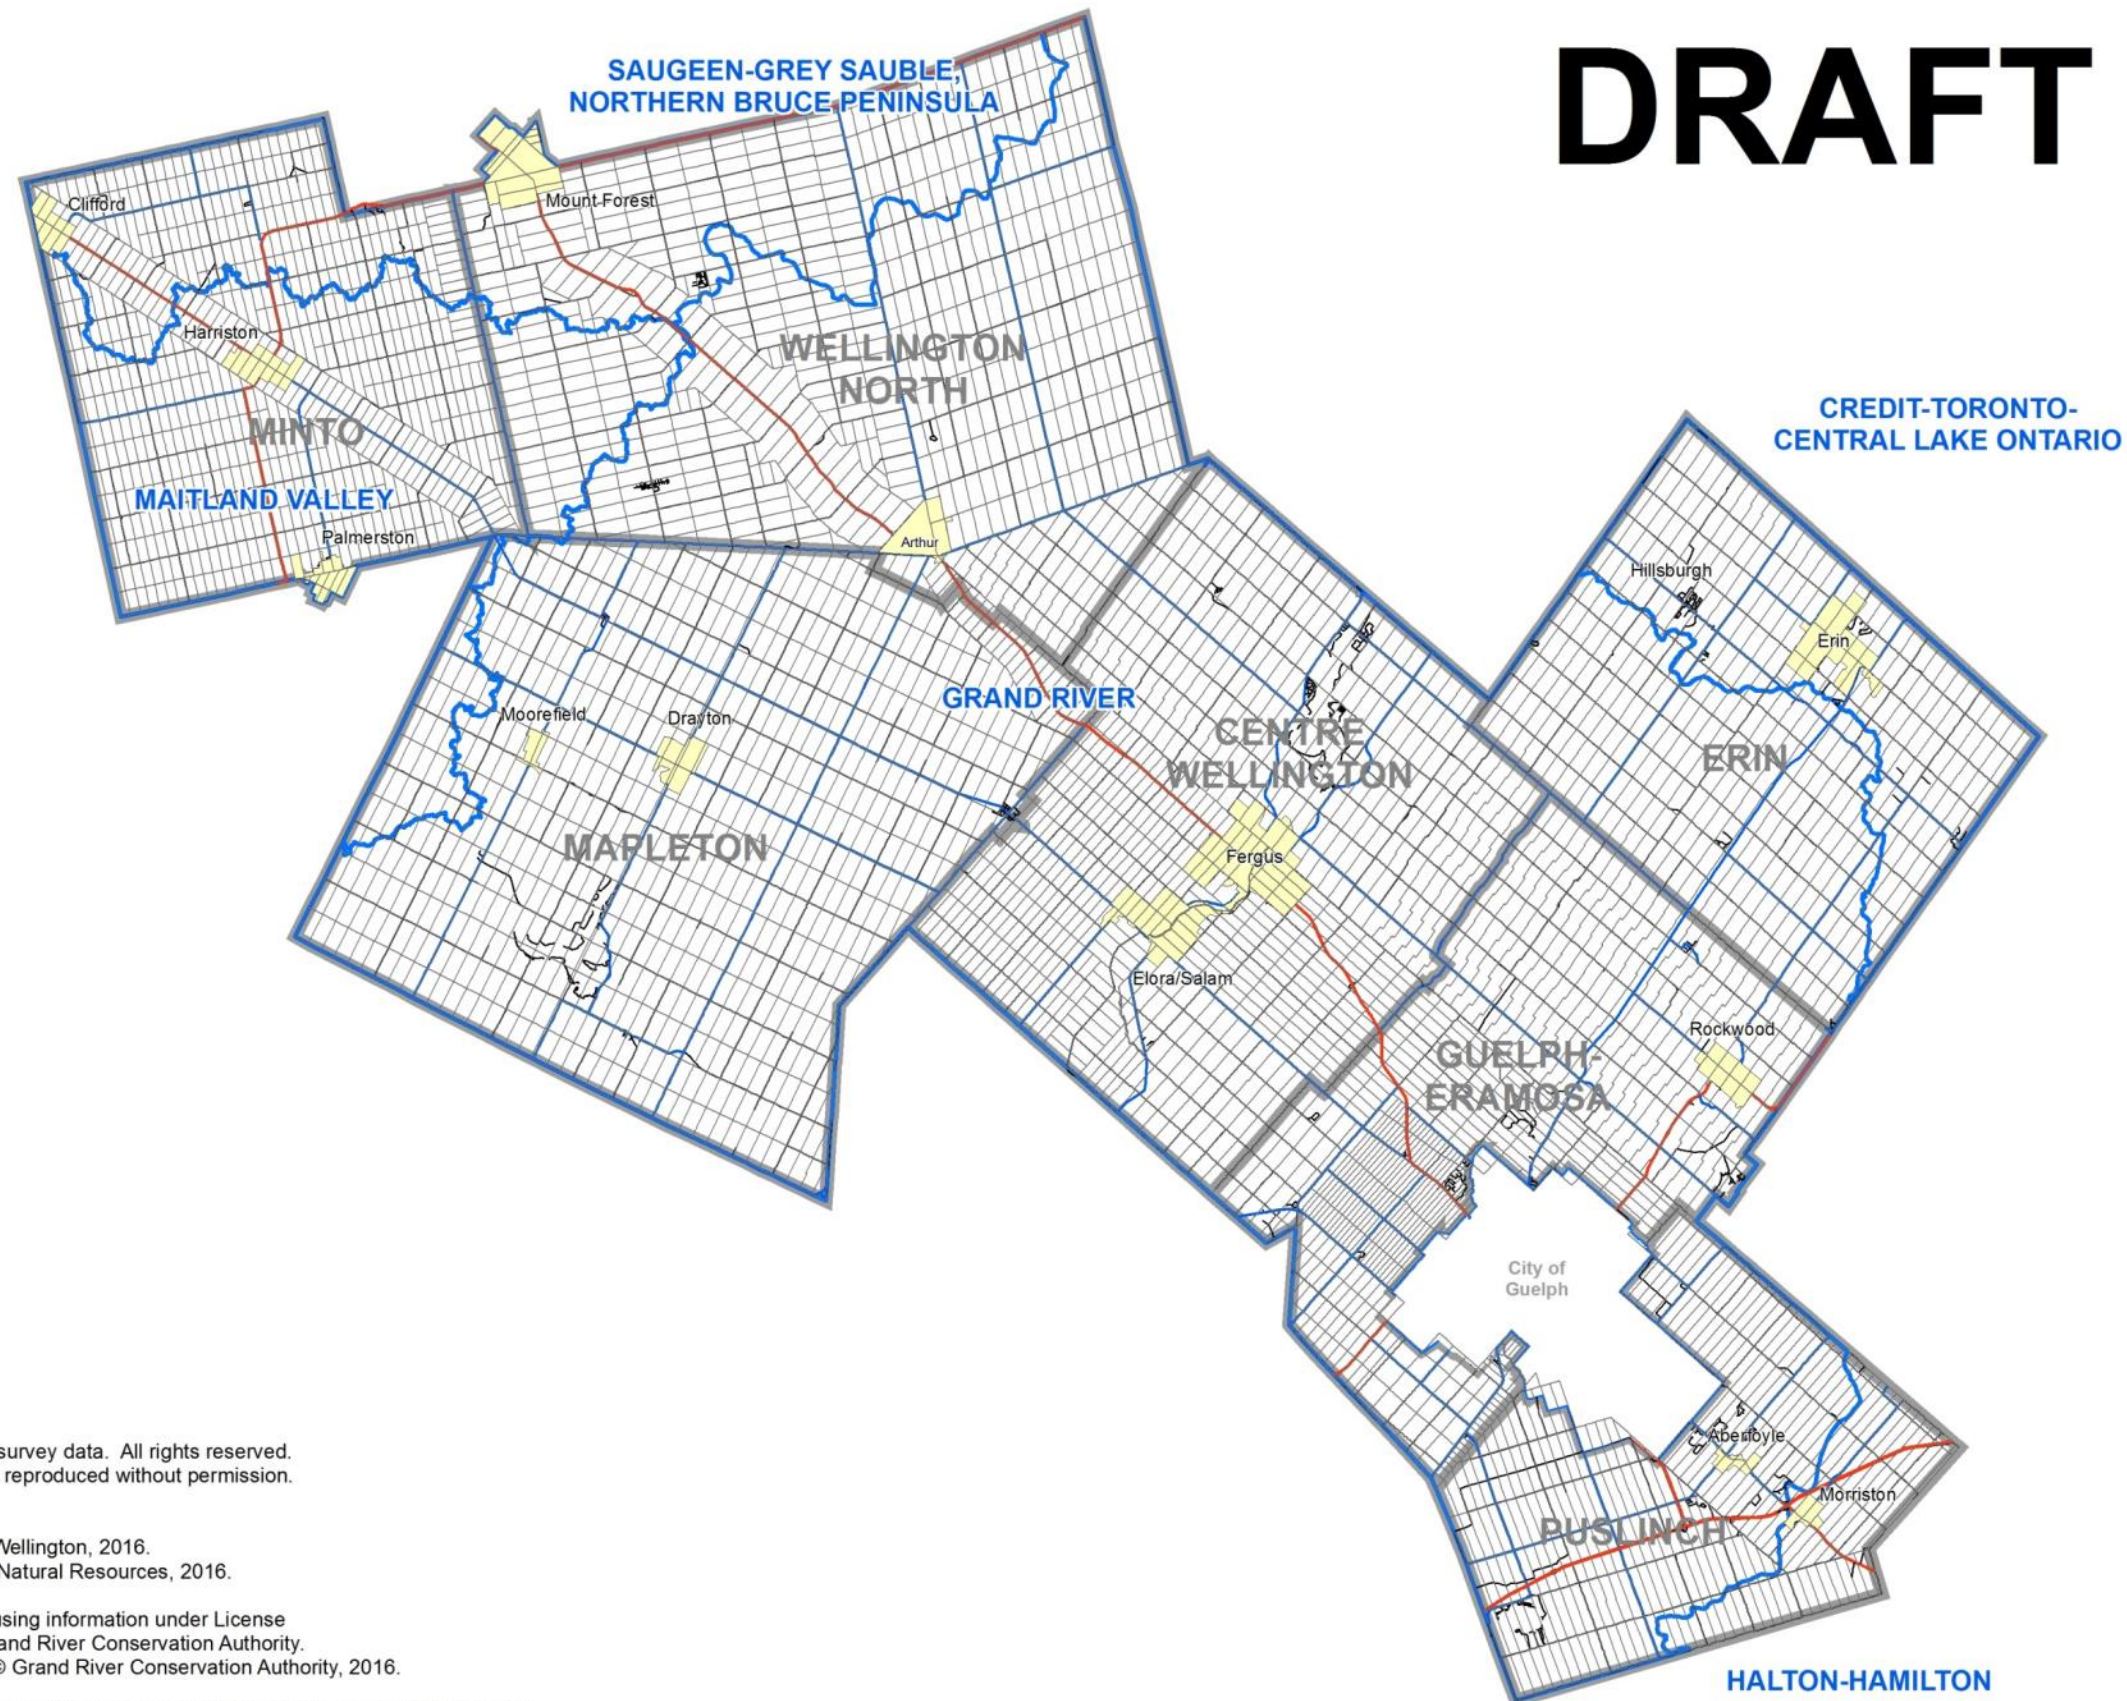 DRAFT
SAUGEEN-GREY SAUBLE,
NORTHERN BRUCE PENINSULA
Clifford
Mount Forest
Harriston
WELLINGTON
NORTH
MINTO
CREDIT-TORONTO-
CENTRAL LAKE ONTARIO
MAITLAND VALLEY
Palmerston
Arthur
Hillsburgh
Erin
GRAND RIVER
Moorefield
Drayton
CENTRE
WELLINGTON
ERIN
MAPLETON
Fergus
Elora/Salam
Rockwood
GUELPH-
ERAMOSA
City of
Guelph
Aberfoyle
Morriston
PUSLINCH
survey data. All rights reserved.
reproduced without permission.
Wellington, 2016.
Natural Resources, 2016.
using information under License
and River Conservation Authority.
© Grand River Conservation Authority, 2016.
HALTON-HAMILTON